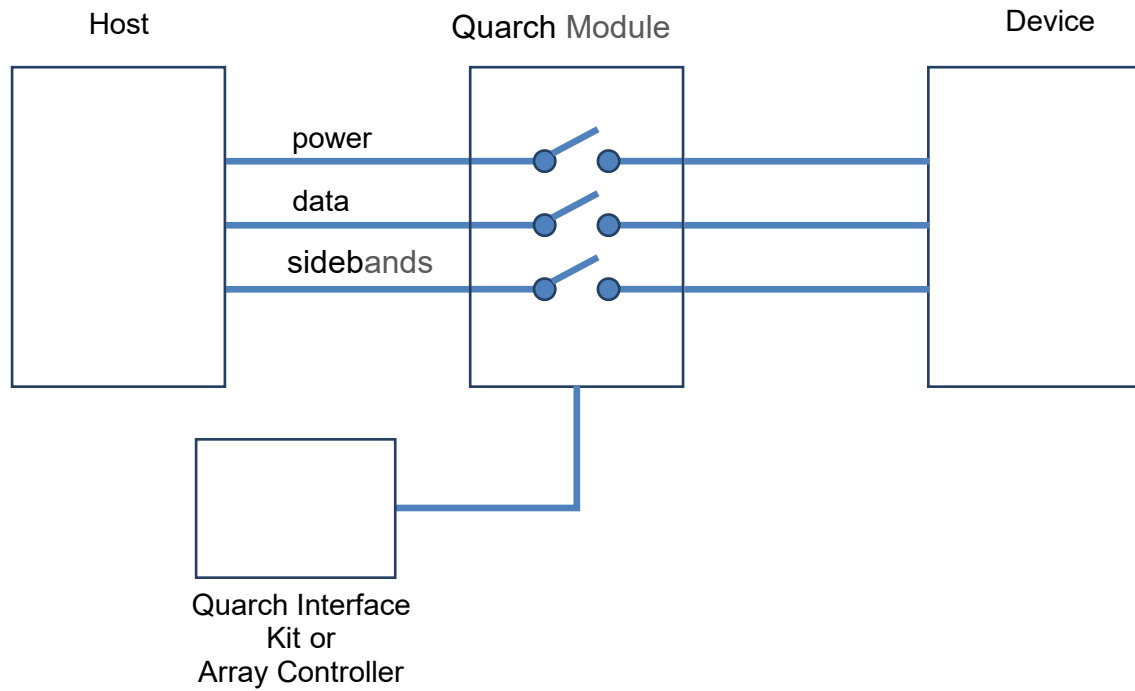 Host
Quarch Module
Device
power
data
sidebands
Quarch Interface
Kit or
Array Controller